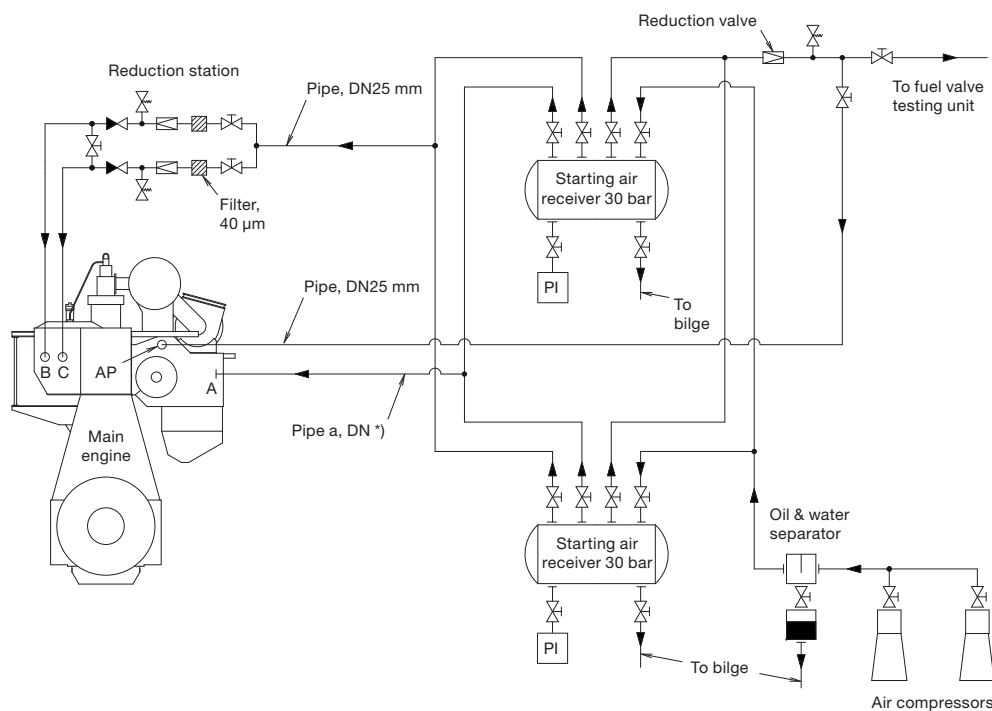 Reduction valve
Reduction station
Pipe, DN25 mm
To fuel valve
testing unit
Starting air
receiver 30 bar
Filter,
40 µm
PI
To
bilge
Pipe, DN25 mm
B C AP A
Pipe a, DN *)
Main
engine
Oil & water
separator
Starting air
receiver 30 bar
PI
To bilge
Air compressors